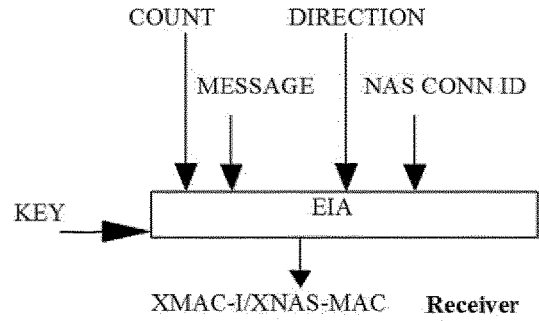 COUNT DIRECTION
MESSAGE NAS CONN ID
EIA
KEY
XMAC-I/XNAS-MAC Receiver